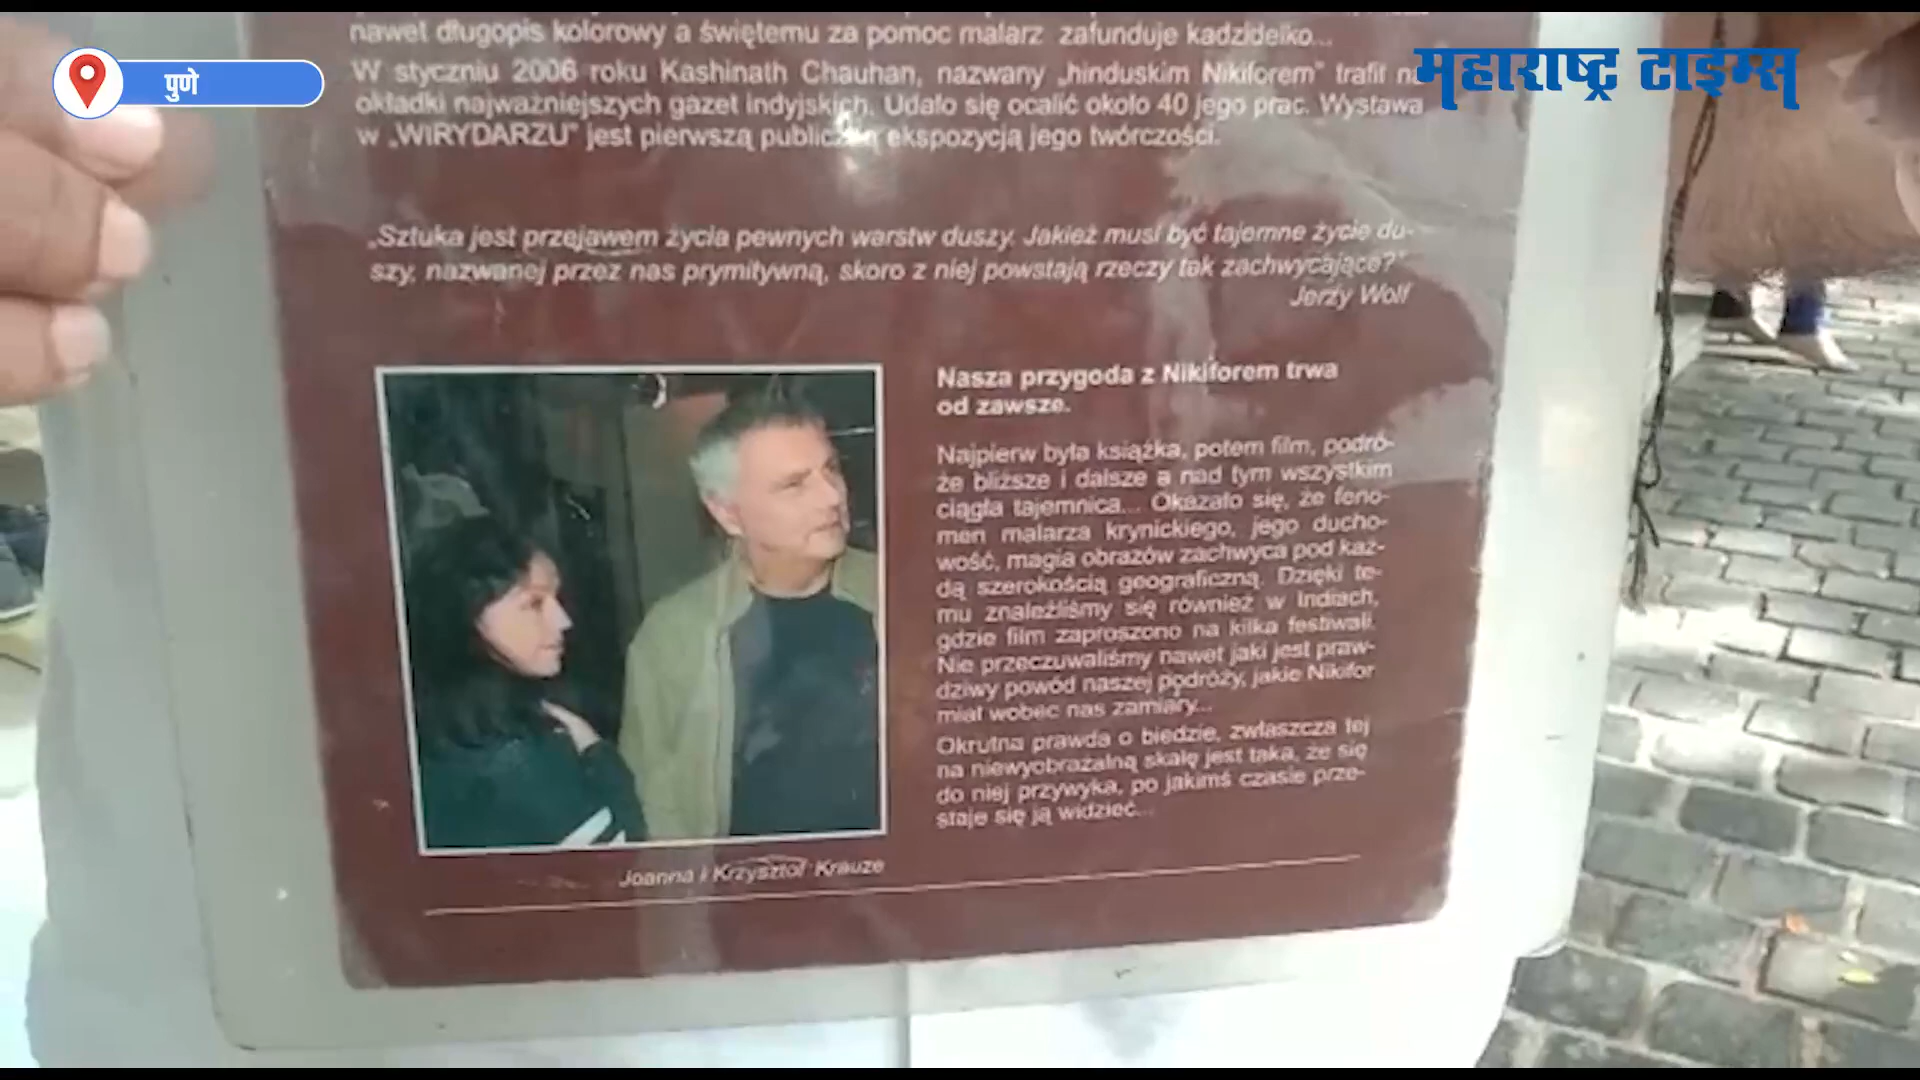 पुणे
महाराष्ट्र टाइम्स
nawet długopis kolorowy a świętemu za pomoc malarz zafunduje kadzidełko...
W styczniu 2006 roku Kashinath Chauhan, nazwany „hinduskim Nikiforem” trafił na
okładki najważniejszych gazet indyjskich. Udało się ocalić około 40 jego prac. Wystawa
w „WIRYDARZU” jest pierwszą publiczną ekspozycją jego twórczości.
„Sztuka jest przejawem życia pewnych warstw duszy. Jakież musi być tajemne życie du-
szy, nazwanej przez nas prymitywną, skoro z niej powstają rzeczy tak zachwycające?”
Jerzy Wolf
Nasza przygoda z Nikiforem trwa
od zawsze.
Najpierw była książka, potem film, podró-
że bliższe i dalsze a nad tym wszystkim
ciągła tajemnica... Okazało się, że feno-
men malarza krynickiego, jego ducho-
wość, magia obrazów zachwyca pod każ-
dą szerokością geograficzną. Dzięki te-
mu znaleźliśmy się również w Indiach,
gdzie film zaproszono na kilka festiwali.
Nie przeczuwaliśmy nawet jaki jest praw-
dziwy powód naszej podróży, jakie Nikifor
miał wobec nas zamiary...
Okrutna prawda o biedzie, zwłaszcza tej
na niewyobrażalną skalę jest taka, że się
do niej przywyka, po jakimś czasie prze-
staje się ją widzieć...
Joanna i Krzysztof Krauze